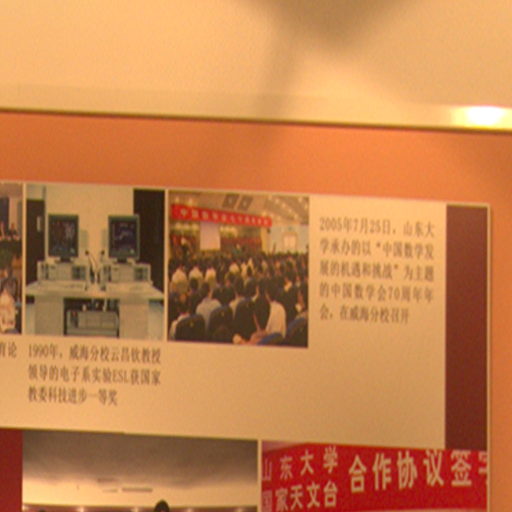 2005年7月25日，山东大
学承办的以“中国数学发
展的机遇和挑战”为主题
的中国数学会70周年年
会，在威海分校召开
育论
1990年，威海分校云昌钦教授
领导的电子系实验ESL获国家
教委科技进步一等奖
山东大学
国家天文台
合作协议签字